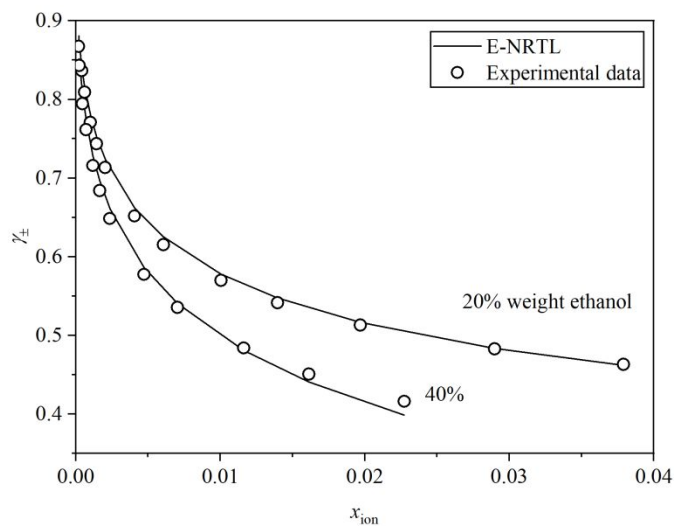 0.9
0.8
0.7
0.6
0.5
0.4
γ±
E-NRTL
Experimental data
20% weight ethanol
40%
0.00
0.01
0.02
0.03
0.04
xion